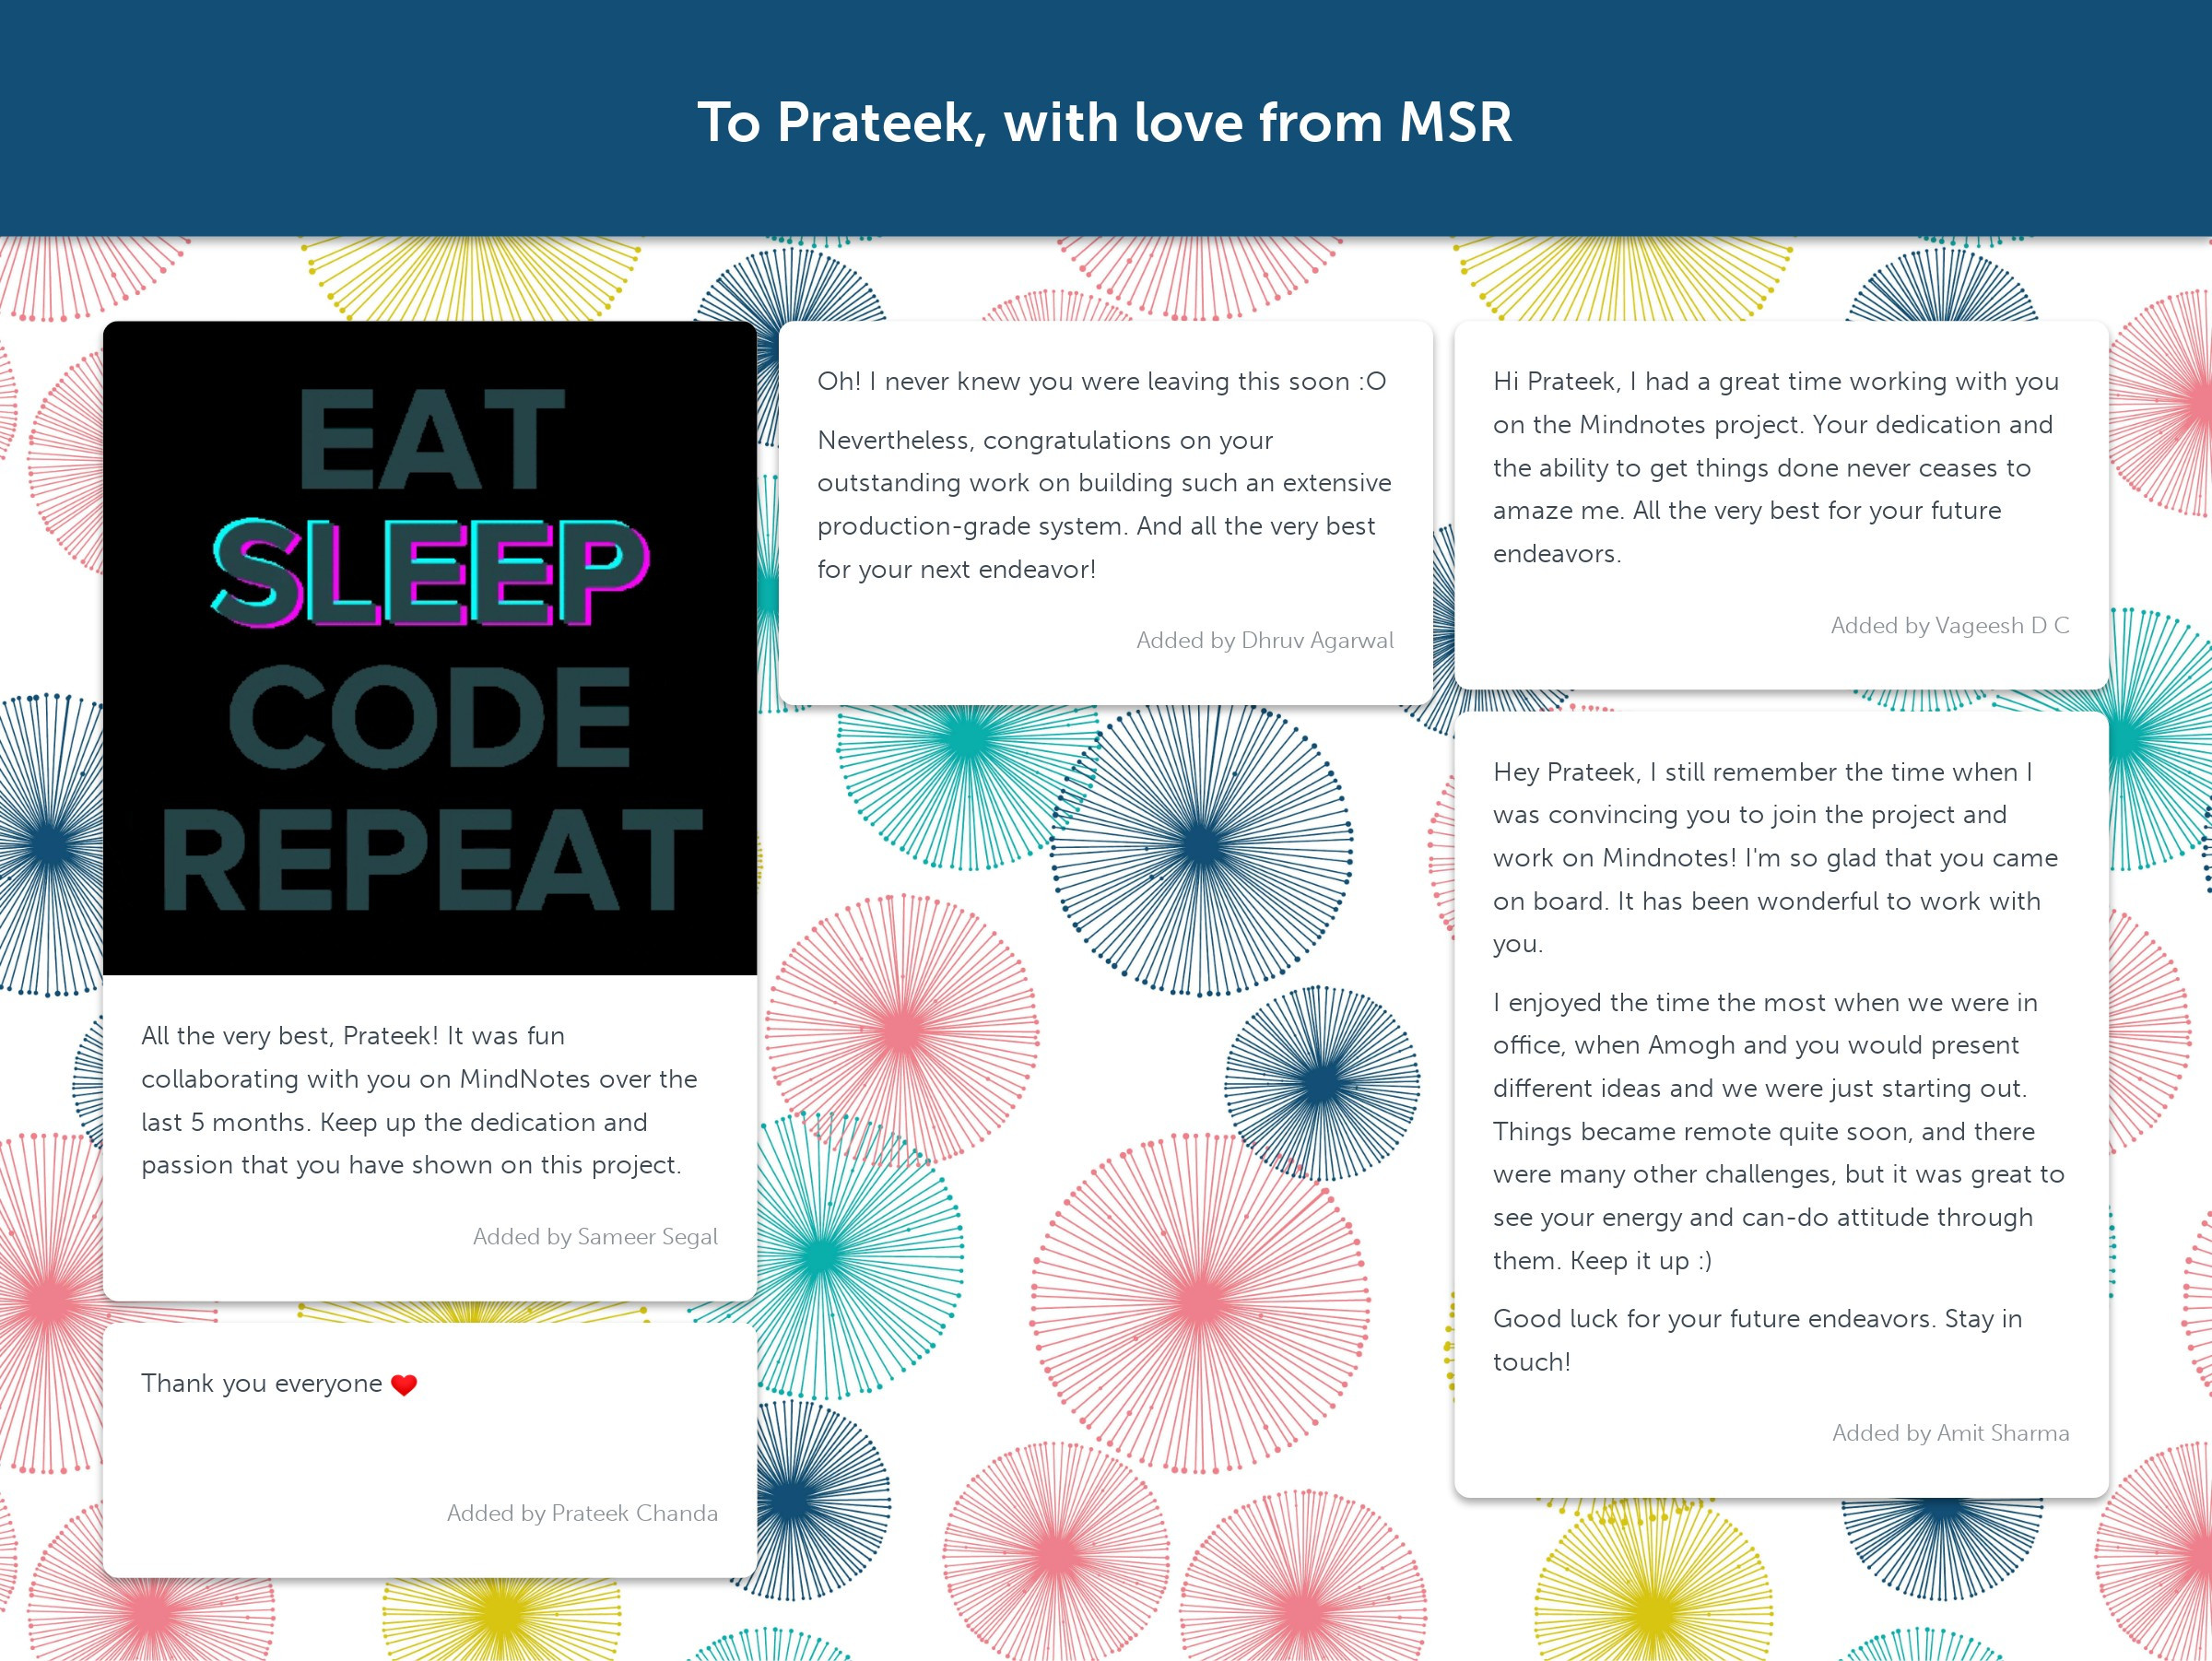 To Prateek, with love from MSR
EAT
SLEEP
CODE
REPEAT
All the very best, Prateek! It was fun
collaborating with you on MindNotes over the
last 5 months. Keep up the dedication and
passion that you have shown on this project.
Added by Sameer Segal
Thank you everyone ❤️
Added by Prateek Chanda
Oh! I never knew you were leaving this soon :O
Nevertheless, congratulations on your
outstanding work on building such an extensive
production-grade system. And all the very best
for your next endeavor!
Added by Dhruv Agarwal
Hi Prateek, I had a great time working with you
on the Mindnotes project. Your dedication and
the ability to get things done never ceases to
amaze me. All the very best for your future
endeavors.
Added by Vageesh D C
Hey Prateek, I still remember the time when I
was convincing you to join the project and
work on Mindnotes! I'm so glad that you came
on board. It has been wonderful to work with
you.
I enjoyed the time the most when we were in
office, when Amogh and you would present
different ideas and we were just starting out.
Things became remote quite soon, and there
were many other challenges, but it was great to
see your energy and can-do attitude through
them. Keep it up :)
Good luck for your future endeavors. Stay in
touch!
Added by Amit Sharma